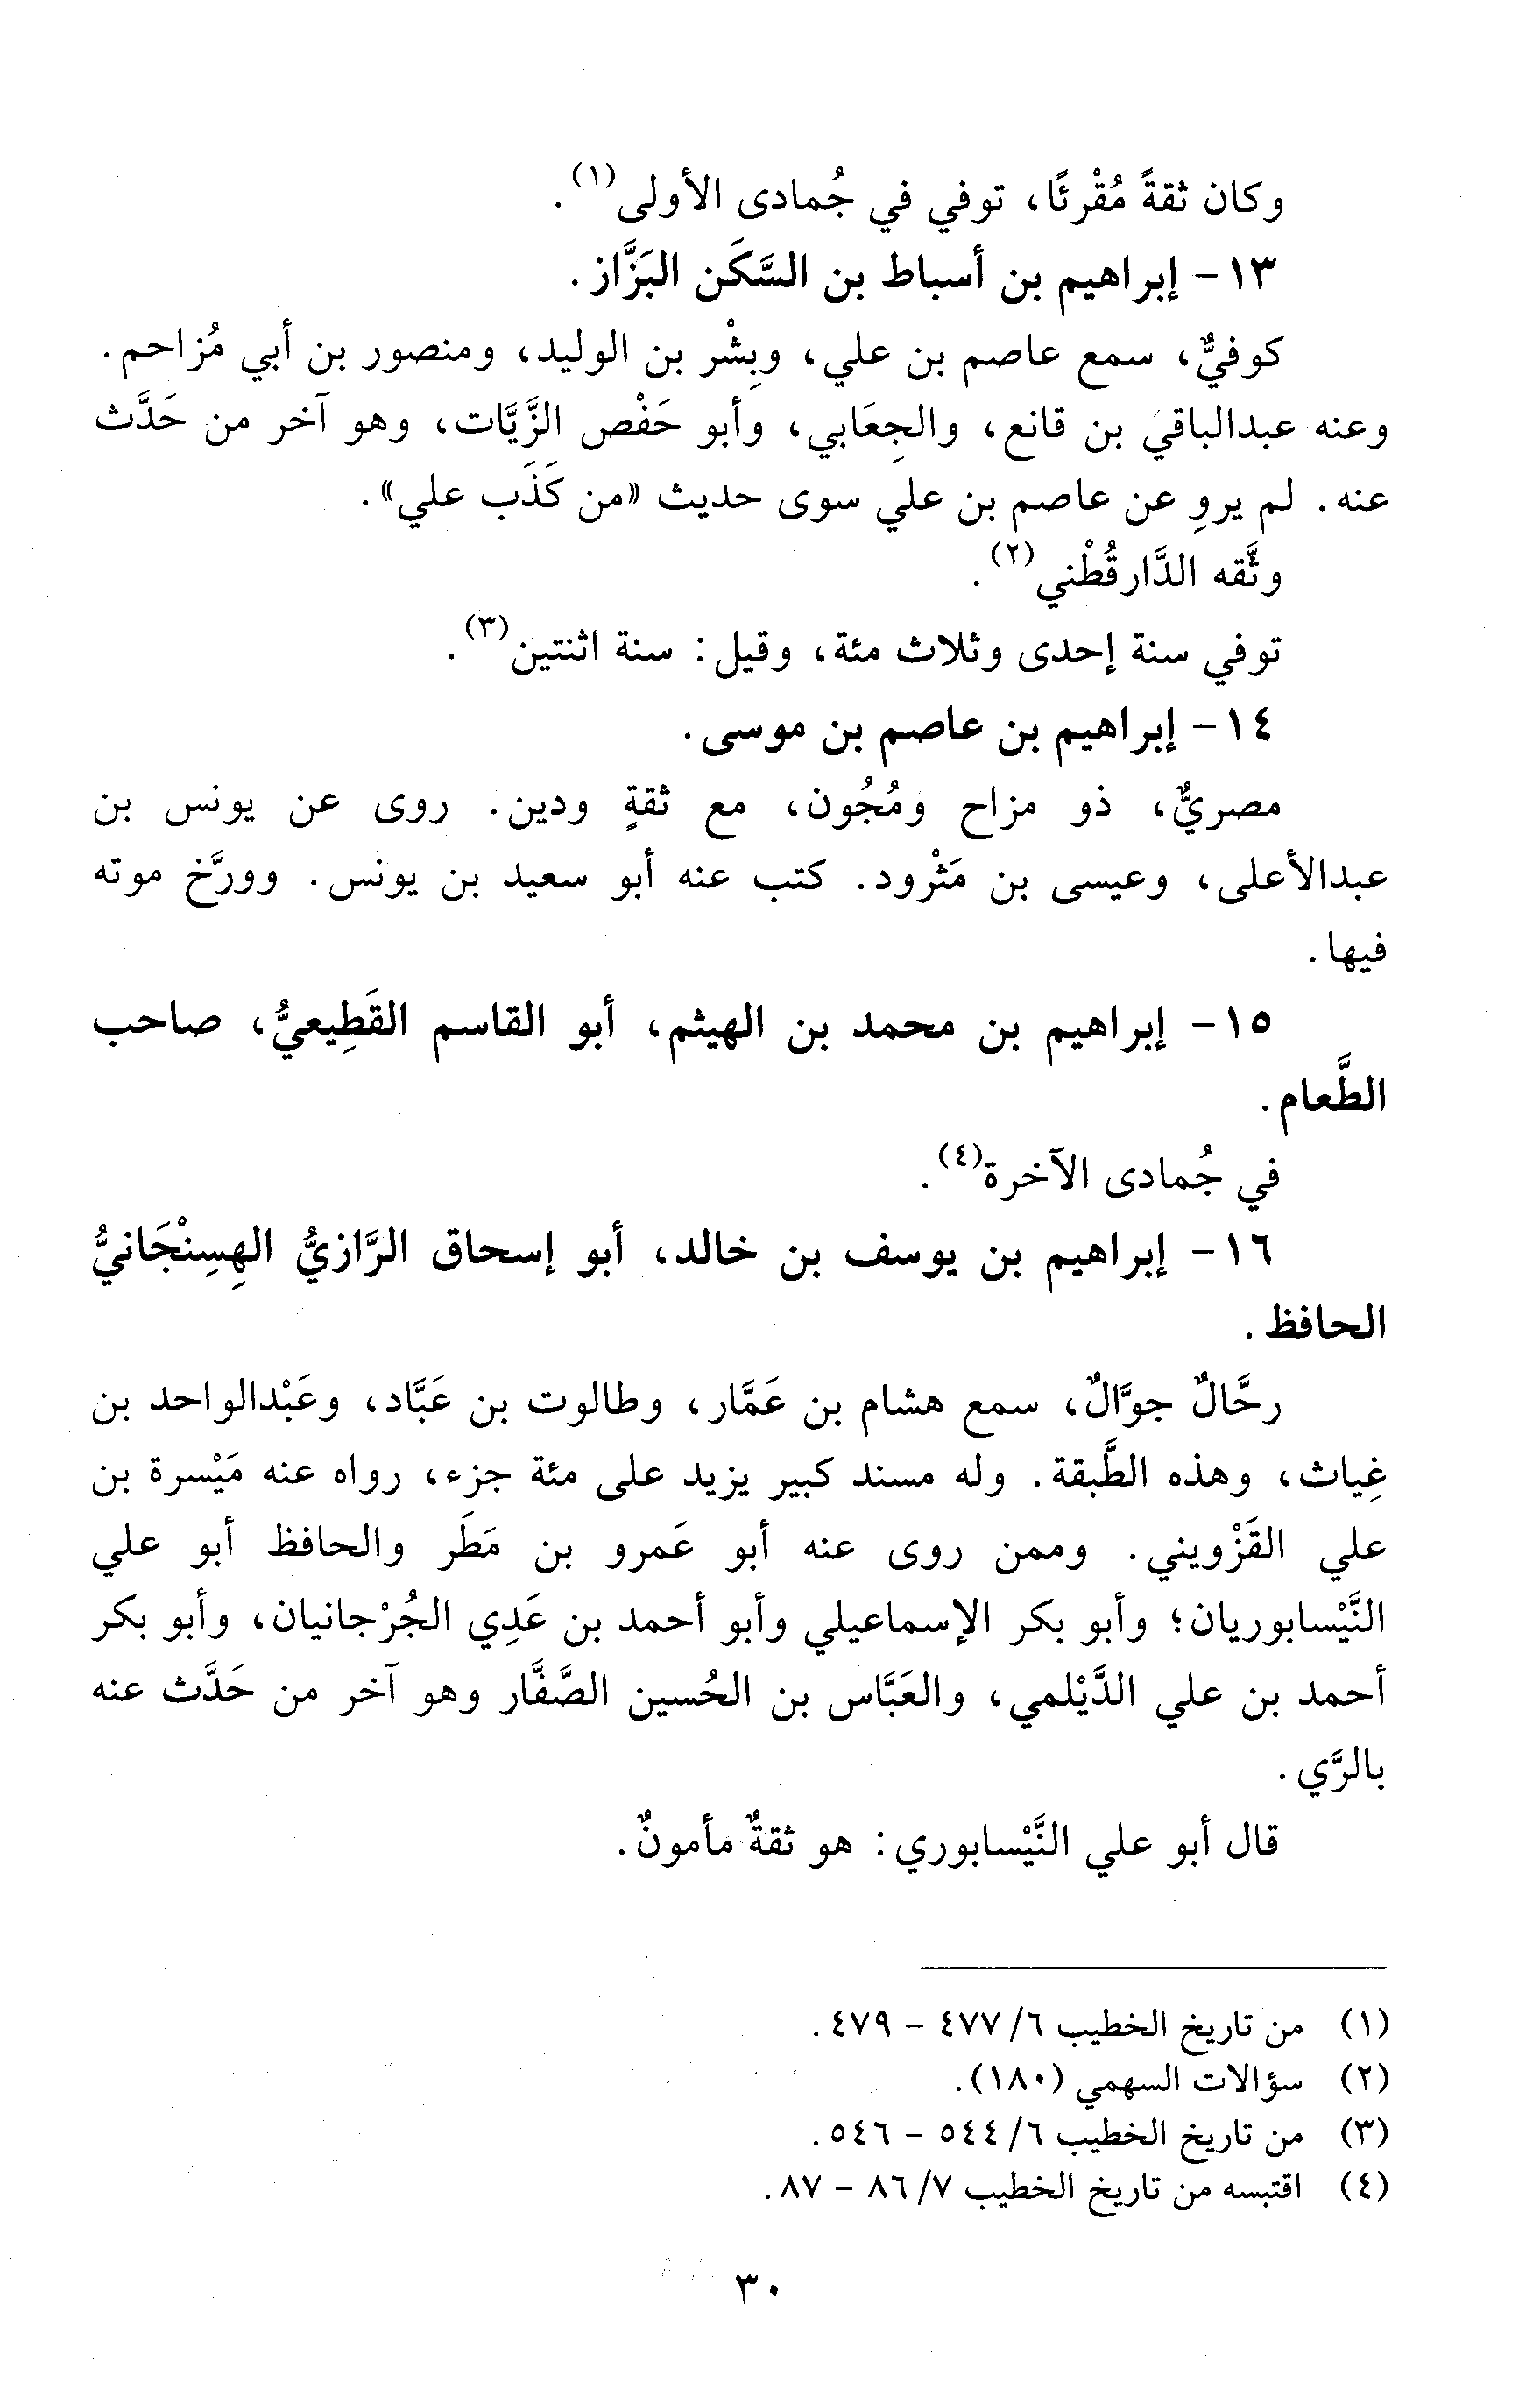 وكان ثقةً مُقْرئًا، توفي في جُمادى الأولى(١).
١٣- إبراهيم بن أسباط بن السَّكَن البَزَّاز.
كوفيٌّ، سمع عاصم بن علي، وبِشْر بن الوليد، ومنصور بن أبي مُزاحم.
وعنه عبدالباقي بن قانع، والجِعَابي، وأبو حَفْص الزَّيَّات، وهو آخر من حَدَّث
عنه. لم يروِ عن عاصم بن علي سوى حديث «من كَذَب علي».
وثَّقه الدَّارقُطْني(٢).
توفي سنة إحدى وثلاث مئة، وقيل: سنة اثنتين(٣).
١٤- إبراهيم بن عاصم بن موسى.
مصريٌّ، ذو مزاح ومُجُون، مع ثقةٍ ودين. روى عن يونس بن
عبدالأعلى، وعيسى بن مَثْرود. كتب عنه أبو سعيد بن يونس. وورَّخ موته
فيها.
١٥- إبراهيم بن محمد بن الهيثم، أبو القاسم القَطِيعيُّ، صاحب
الطَّعام.
في جُمادى الآخرة(٤).
١٦- إبراهيم بن يوسف بن خالد، أبو إسحاق الرَّازيُّ الهِسِنْجَانيُّ
الحافظ.
رحَّالٌ جوَّالٌ، سمع هشام بن عَمَّار، وطالوت بن عَبَّاد، وعَبْدالواحد بن
غِياث، وهذه الطَّبقة. وله مسند كبير يزيد على مئة جزء، رواه عنه مَيْسرة بن
علي القَزْويني. وممن روى عنه أبو عَمرو بن مَطَر والحافظ أبو علي
النَّيْسابوريان؛ وأبو بكر الإسماعيلي وأبو أحمد بن عَدِي الجُرْجانيان، وأبو بكر
أحمد بن علي الدَّيْلمي، والعَبَّاس بن الحُسين الصَّفَّار وهو آخر من حَدَّث عنه
بالرَّي.
قال أبو علي النَّيْسابوري: هو ثقةٌ مأمونٌ.
(١) من تاريخ الخطيب ٦/ ٤٧٧ - ٤٧٩.
(٢) سؤالات السهمي (١٨٠).
(٣) من تاريخ الخطيب ٦/ ٥٤٤ - ٥٤٦.
(٤) اقتبسه من تاريخ الخطيب ٧/ ٨٦ - ٨٧.
٣٠